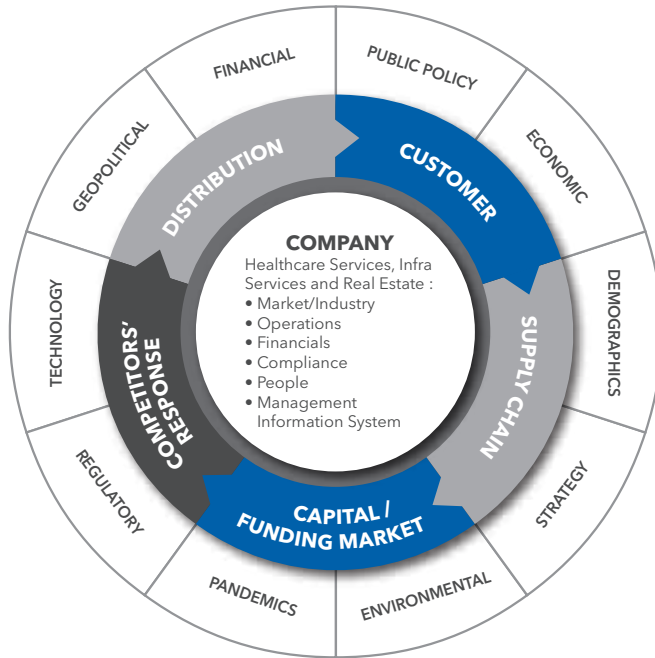 FINANCIAL
PUBLIC POLICY
ECONOMIC
DEMOGRAPHICS
STRATEGY
ENVIRONMENTAL
PANDEMICS
REGULATORY
TECHNOLOGY
GEOPOLITICAL
DISTRIBUTION
CUSTOMER
SUPPLY CHAIN
CAPITAL /
FUNDING MARKET
COMPETITORS’
RESPONSE
COMPANY
Healthcare Services, Infra
Services and Real Estate :
• Market/Industry
• Operations
• Financials
• Compliance
• People
• Management
Information System